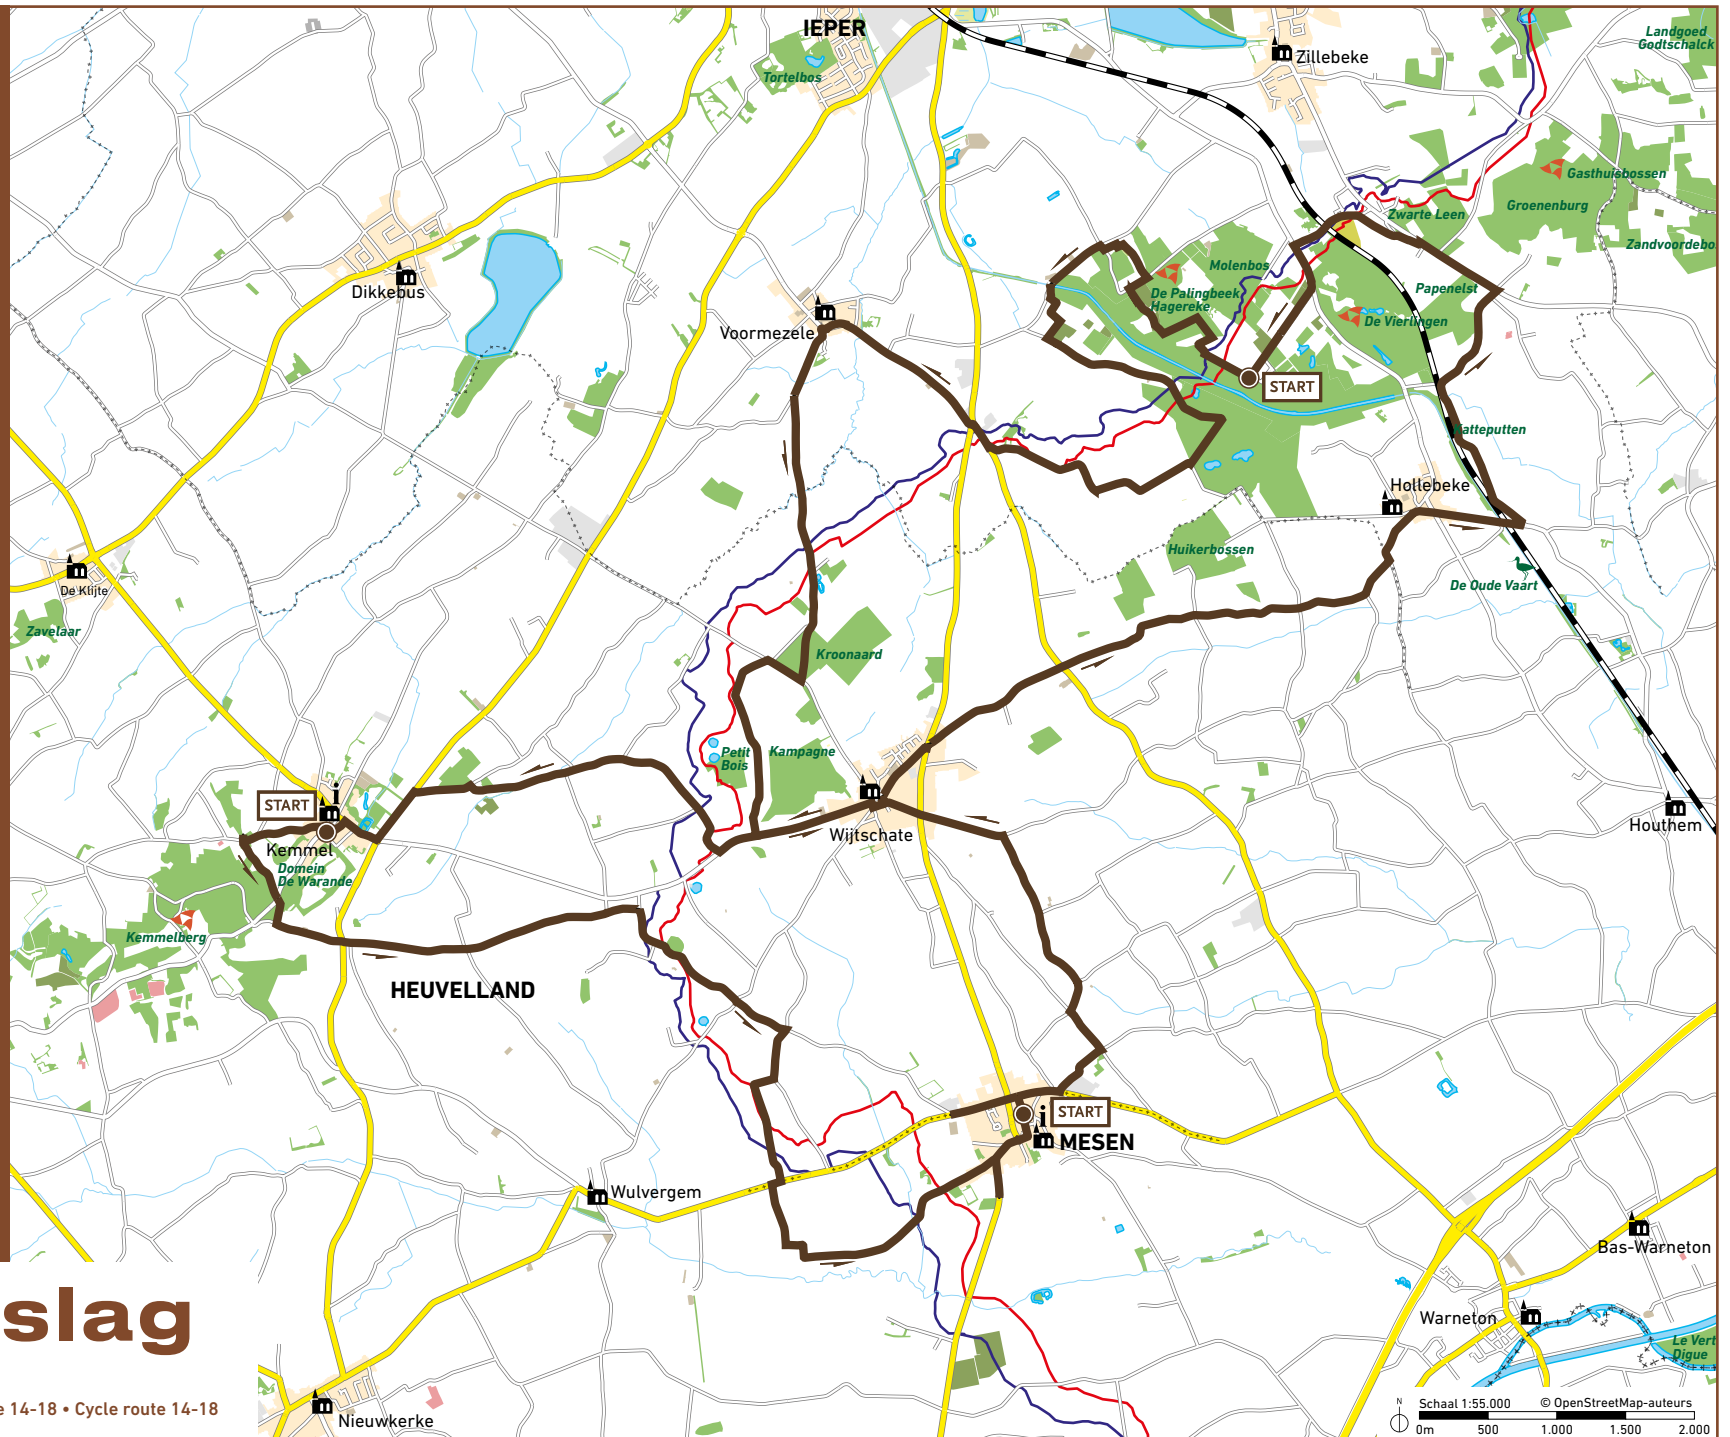 IEPER
Landgoed
Godtschalck
Zillebeke
Tortelbos
Gasthuisbossen
Groenenburg
Zwarte Leen
Dikkebus
Molenbos
Papenelst
De Palingbeek
Hagereke
De Vierlingen
Voormezele
START
Hollebeke
Huikerbossen
De Klijte
De Oude Vaart
Zavelaar
Kroonaard
Petit
Bois
Kampagne
START
i
Kemmel
Wijtschate
Houthem
Domein
De Warande
Kemmelberg
HEUVELLAND
i
START
MESEN
Wulvergem
Bas-Warneton
slag
Warneton
Le Vert
Digue
14-18 • Cycle route 14-18
Nieuwkerke
N
Schaal 1:55.000 © OpenStreetMap-auteurs
0m 500 1.000 1.500 2.000